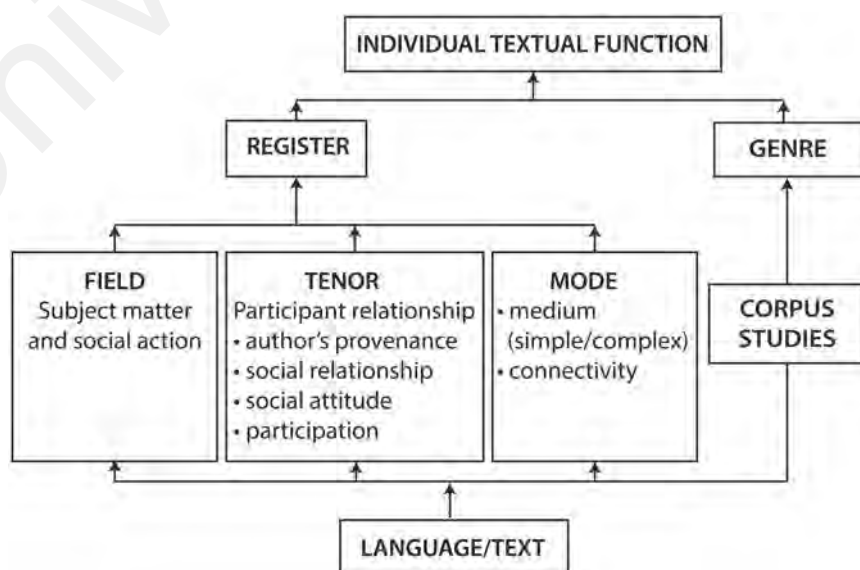 INDIVIDUAL TEXTUAL FUNCTION
REGISTER
GENRE
FIELD
Subject matter
and social action
TENOR
Participant relationship
• author's provenance
• social relationship
• social attitude
• participation
MODE
• medium
(simple/complex)
• connectivity
CORPUS
STUDIES
LANGUAGE/TEXT